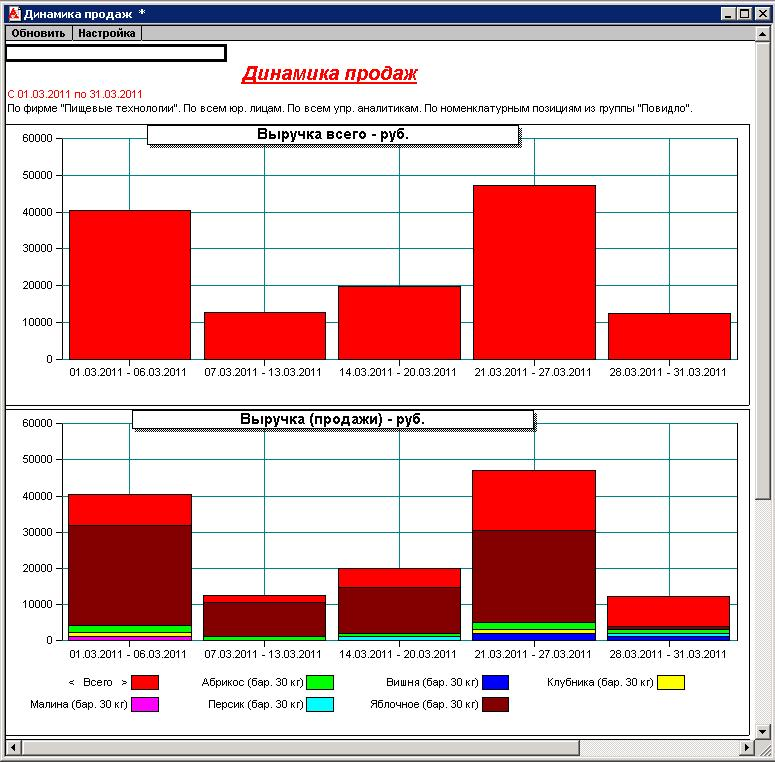 Динамика продаж *
Обновить Настройка
Динамика продаж
С 01.03.2011 по 31.03.2011
По фирме "Пищевые технологии". По всем юр. лицам. По всем упр. аналитикам. По номенклатурным позициям из группы "Повидло".
Выручка всего - руб.
60000
50000
40000
30000
20000
10000
0
01.03.2011 - 06.03.2011 07.03.2011 - 13.03.2011 14.03.2011 - 20.03.2011 21.03.2011 - 27.03.2011 28.03.2011 - 31.03.2011
Выручка (продажи) - руб.
60000
50000
40000
30000
20000
10000
0
01.03.2011 - 06.03.2011 07.03.2011 - 13.03.2011 14.03.2011 - 20.03.2011 21.03.2011 - 27.03.2011 28.03.2011 - 31.03.2011
< Всего > Абрикос (бар. 30 кг) Вишня (бар. 30 кг) Клубника (бар. 30 кг)
Малина (бар. 30 кг) Персик (бар. 30 кг) Яблочное (бар. 30 кг)